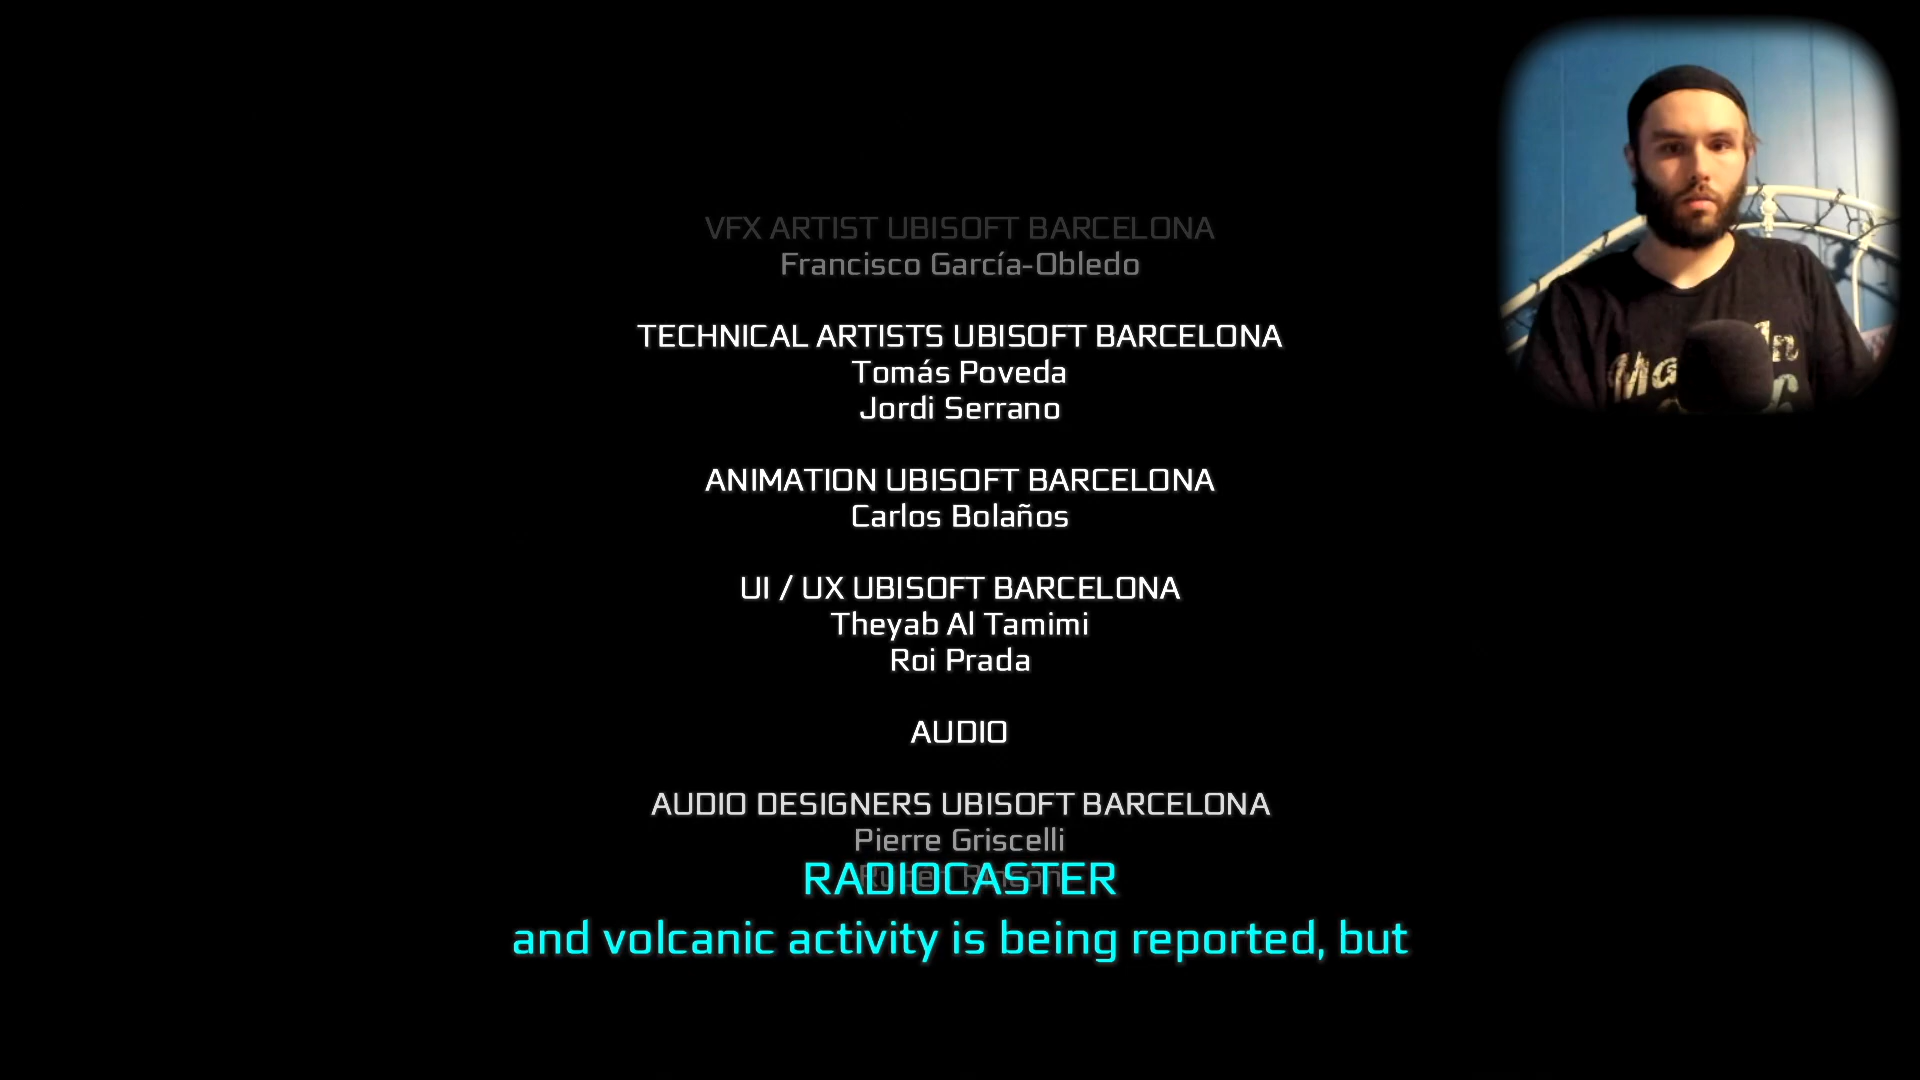 VFX ARTIST UBISOFT BARCELONA
Francisco García-Obledo
TECHNICAL ARTISTS UBISOFT BARCELONA
Tomás Poveda
Jordi Serrano
ANIMATION UBISOFT BARCELONA
Carlos Bolaños
UI / UX UBISOFT BARCELONA
Theyab Al Tamimi
Roi Prada
AUDIO
AUDIO DESIGNERS UBISOFT BARCELONA
Pierre Griscelli
RADIOCASTER
and volcanic activity is being reported, but